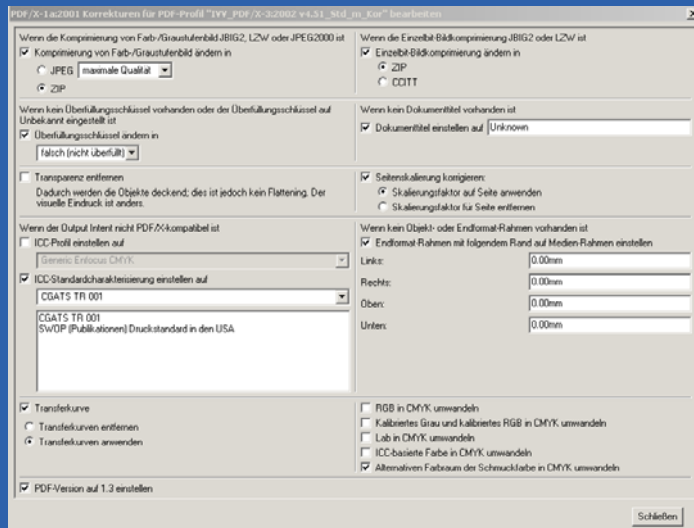 PDF/X-1a:2001 Korrekturen für PDF-Profil "IVV_PDF/X-3:2002 v4.51_Std_m_Kor" bearbeiten
Wenn die Komprimierung von Farb-/Graustufenbild JBIG2, LZW oder JPEG2000 ist
Komprimierung von Farb-/Graustufenbild ändern in
JPEG maximale Qualität
ZIP
Wenn die Einzelbit-Bildkomprimierung JBIG2 oder LZW ist
Einzelbit-Bildkomprimierung ändern in
ZIP
CCITT
Wenn kein Überfüllungsschlüssel vorhanden oder der Überfüllungsschlüssel auf
Unbekannt eingestellt ist
Überfüllungsschlüssel ändern in
falsch (nicht überfüllt)
Wenn kein Dokumenttitel vorhanden ist
Dokumenttitel einstellen auf Unknown
Transparenz entfernen
Dadurch werden die Objekte deckend; dies ist jedoch kein Flattening. Der
visuelle Eindruck ist anders.
Seitenskalierung korrigieren:
Skalierungsfaktor auf Seite anwenden
Skalierungsfaktor für Seite entfernen
Wenn der Output Intent nicht PDF/X-kompatibel ist
ICC-Profil einstellen auf
Generic Enfocus CMYK
ICC-Standardcharakterisierung einstellen auf
CGATS TR 001
CGATS TR 001
SWOP (Publikationen) Druckstandard in den USA
Wenn kein Objekt- oder Endformat-Rahmen vorhanden ist
Endformat-Rahmen mit folgendem Rand auf Medien-Rahmen einstellen
Links: 0.00mm
Rechts: 0.00mm
Oben: 0.00mm
Unten: 0.00mm
Transferkurve
Transferkurven entfernen
Transferkurven anwenden
RGB in CMYK umwandeln
Kalibriertes Grau und kalibriertes RGB in CMYK umwandeln
Lab in CMYK umwandeln
ICC-basierte Farbe in CMYK umwandeln
Alternativen Farbraum der Schmuckfarbe in CMYK umwandeln
PDF-Version auf 1.3 einstellen
Schließen